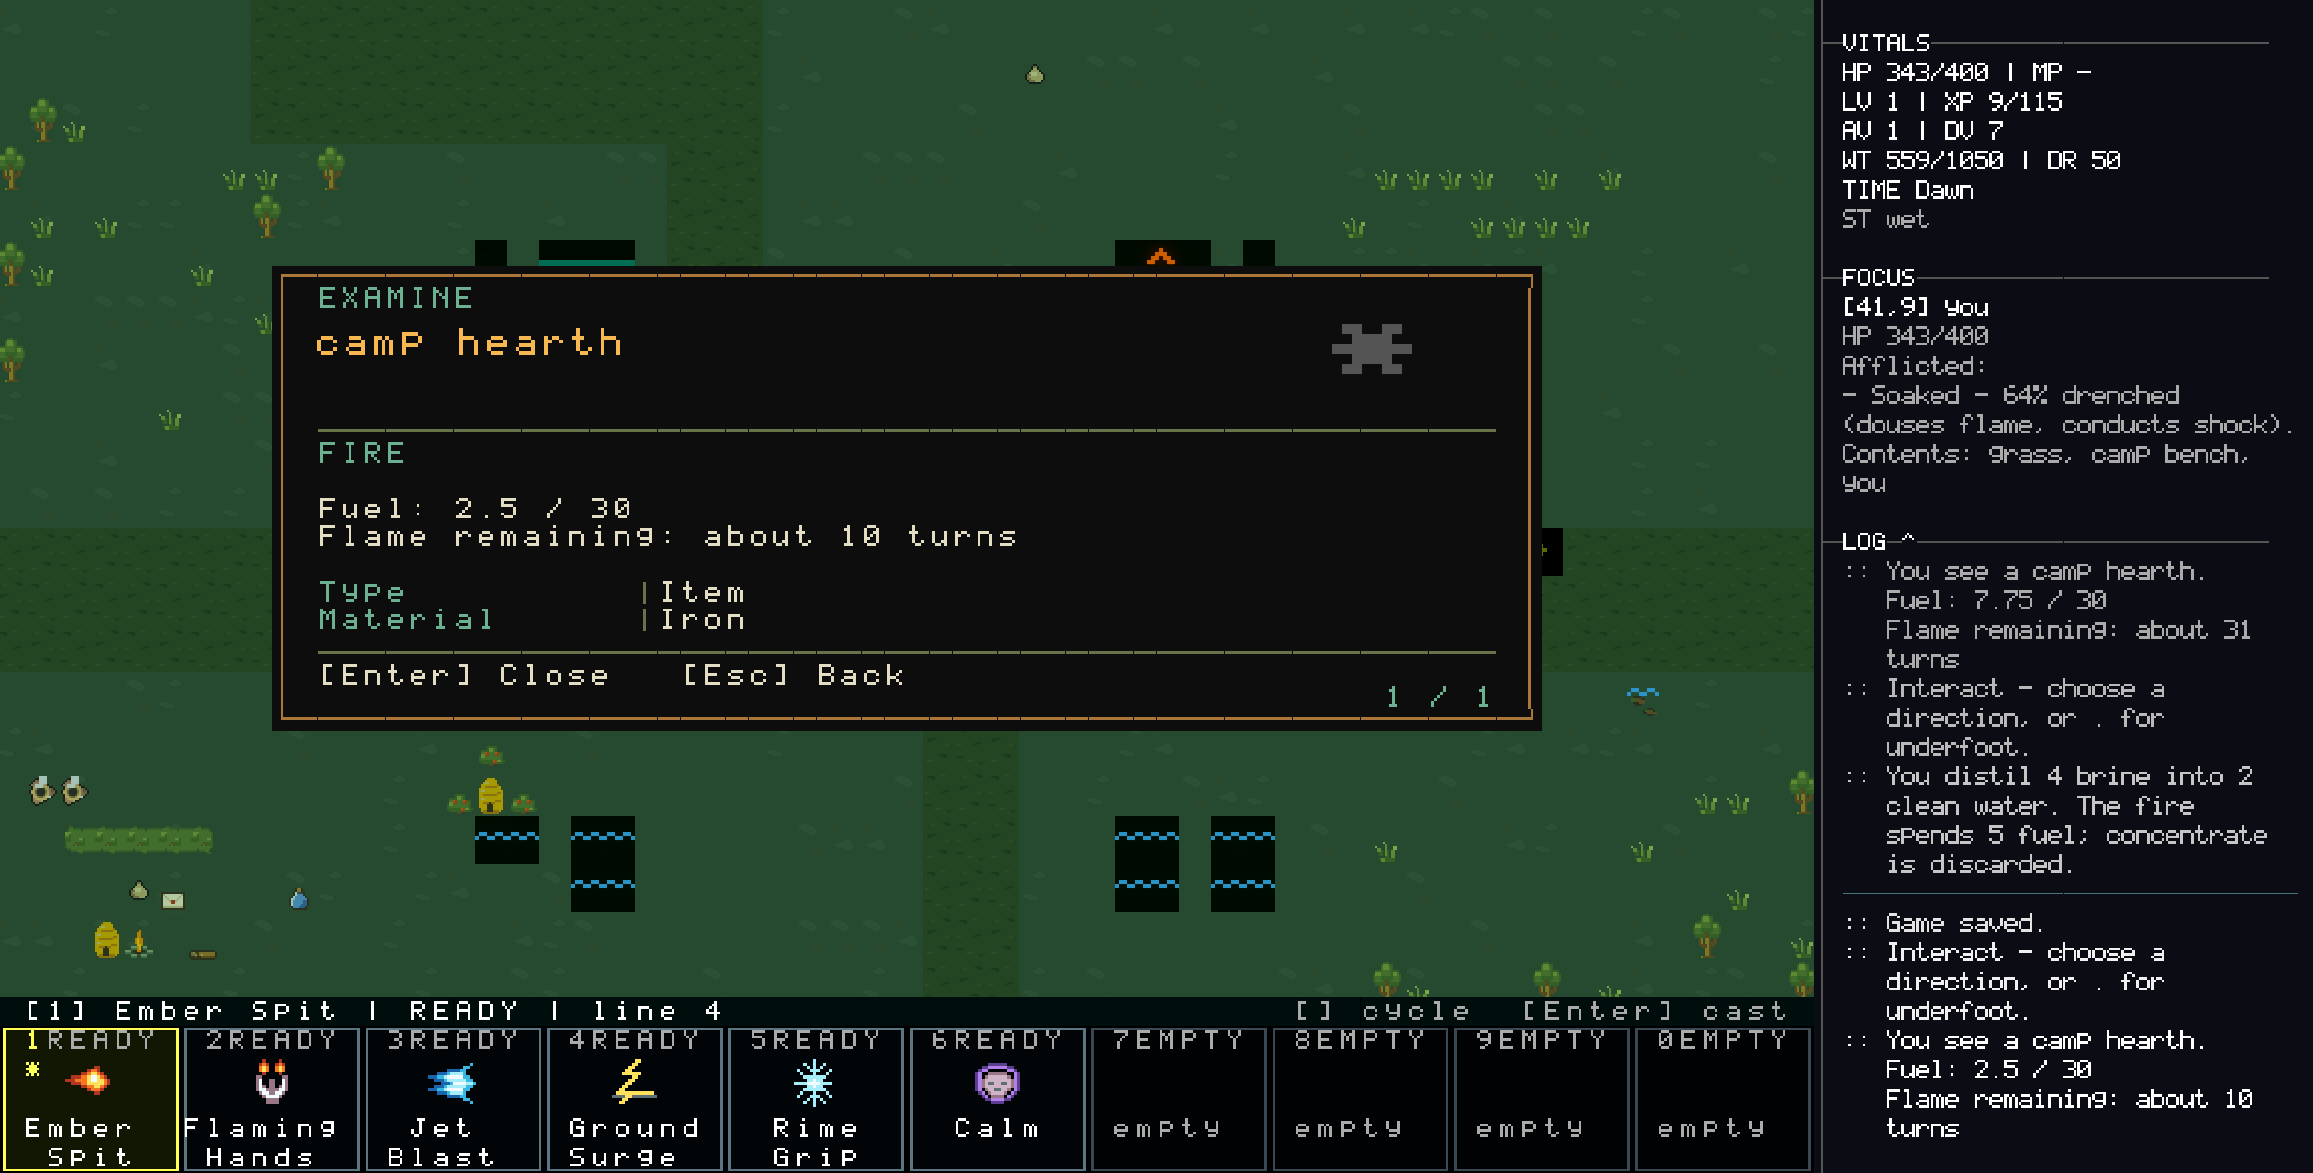 EXAMINE
camp hearth
FIRE
Fuel: 2.5 / 30
Flame remaining: about 10 turns
Type | Item
Material | Iron
[Enter] Close [Esc] Back
1 / 1
[1] Ember Spit | READY | line 4
[] cycle [Enter] cast
1READY
Ember
Spit
2READY
Flaming
Hands
3READY
Jet
Blast
4READY
Ground
Surge
5READY
Rime
Grip
6READY
Calm
7EMPTY
empty
8EMPTY
empty
9EMPTY
empty
0EMPTY
empty
VITALS
HP 343/400 | MP -
LV 1 | XP 9/115
AV 1 | DV 7
WT 559/1050 | DR 50
TIME Dawn
ST wet
FOCUS
[41,9] You
HP 343/400
Afflicted:
- Soaked - 64% drenched
(douses flame, conducts shock).
Contents: grass, camp bench,
you
LOG ^
:: You see a camp hearth.
Fuel: 7.75 / 30
Flame remaining: about 31
turns
:: Interact - choose a
direction, or . for
underfoot.
:: You distil 4 brine into 2
clean water. The fire
spends 5 fuel; concentrate
is discarded.
:: Game saved.
:: Interact - choose a
direction, or . for
underfoot.
:: You see a camp hearth.
Fuel: 2.5 / 30
Flame remaining: about 10
turns